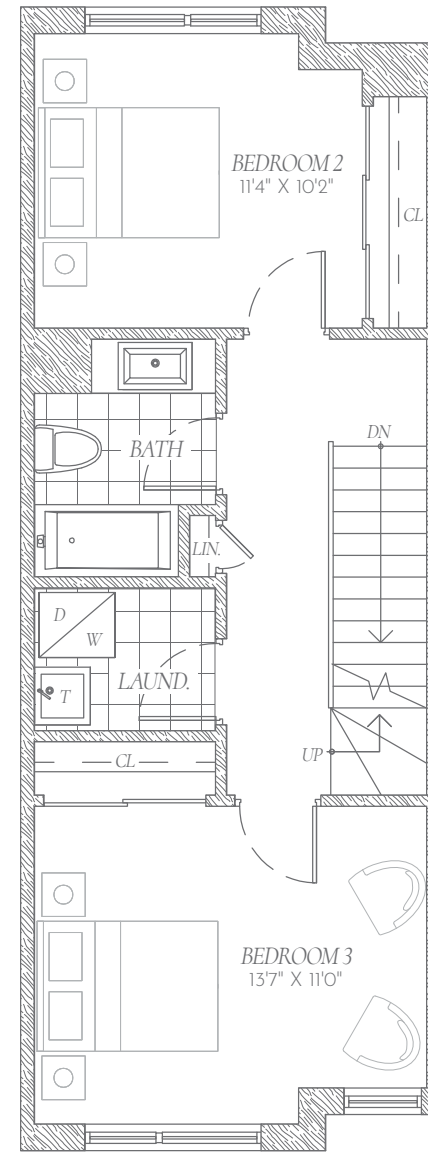 BEDROOM 2
11'4" X 10'2"
CL
DN
BATH
LIN.
D
W
T
LAUND.
UP
CL
BEDROOM 3
13'7" X 11'0"